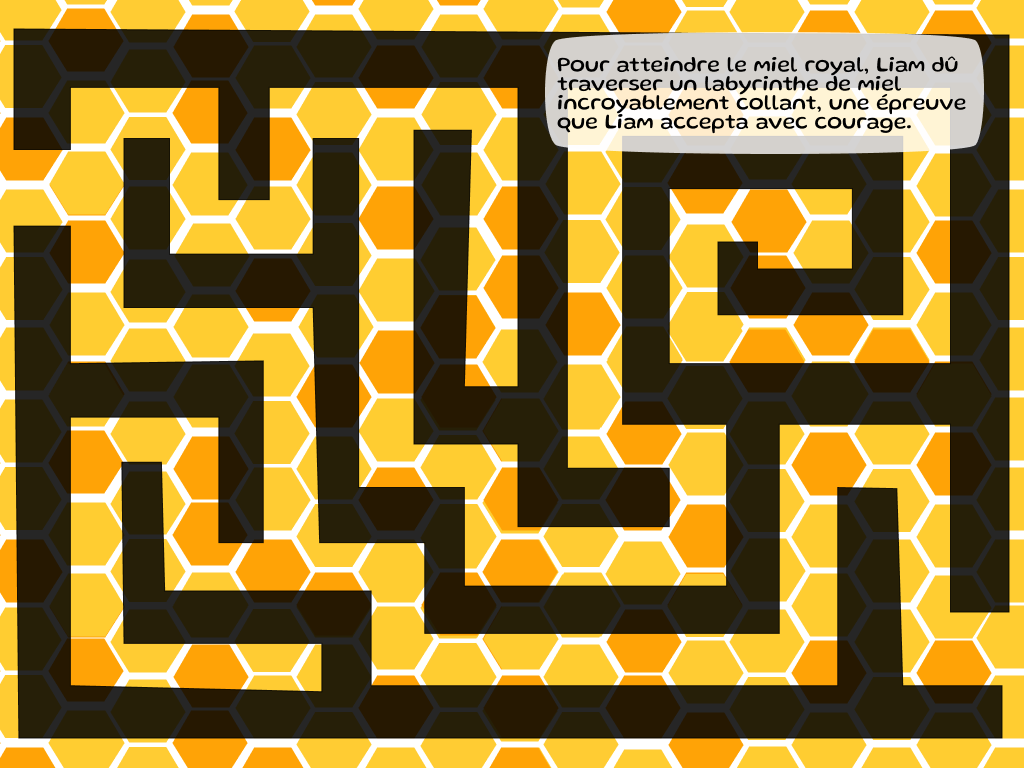 Pour atteindre le miel royal, Liam dû
traverser un labyrinthe de miel
incroyablement collant, une épreuve
que Liam accepta avec courage.